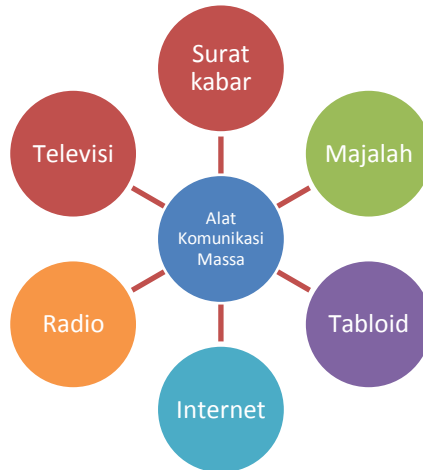 Surat
kabar
Televisi
Majalah
Alat
Komunikasi
Massa
Radio
Tabloid
Internet